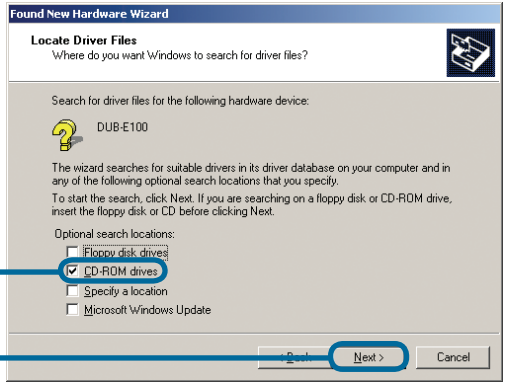 Found New Hardware Wizard
Locate Driver Files
Where do you want Windows to search for driver files?
Search for driver files for the following hardware device:
DUB-E100
The wizard searches for suitable drivers in its driver database on your computer and in
any of the following optional search locations that you specify.
To start the search, click Next. If you are searching on a floppy disk or CD-ROM drive,
insert the floppy disk or CD before clicking Next.
Optional search locations:
Floppy disk drives
CD-ROM drives
Specify a location
Microsoft Windows Update
< Back Next > Cancel